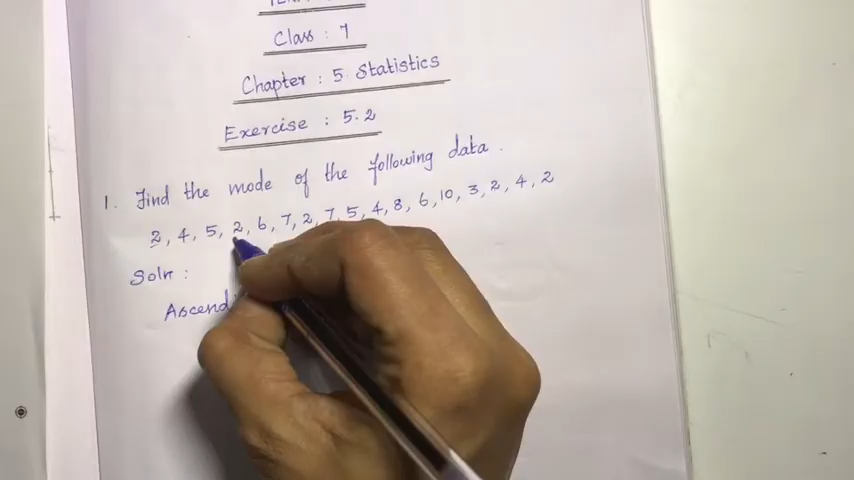 Class : 7
Chapter : 5. Statistics
Exercise : 5.2
1. Find the mode of the following data.
2, 4, 5, 2, 6, 7, 2, 7, 5, 4, 8, 6, 10, 3, 2, 4, 2
Soln :